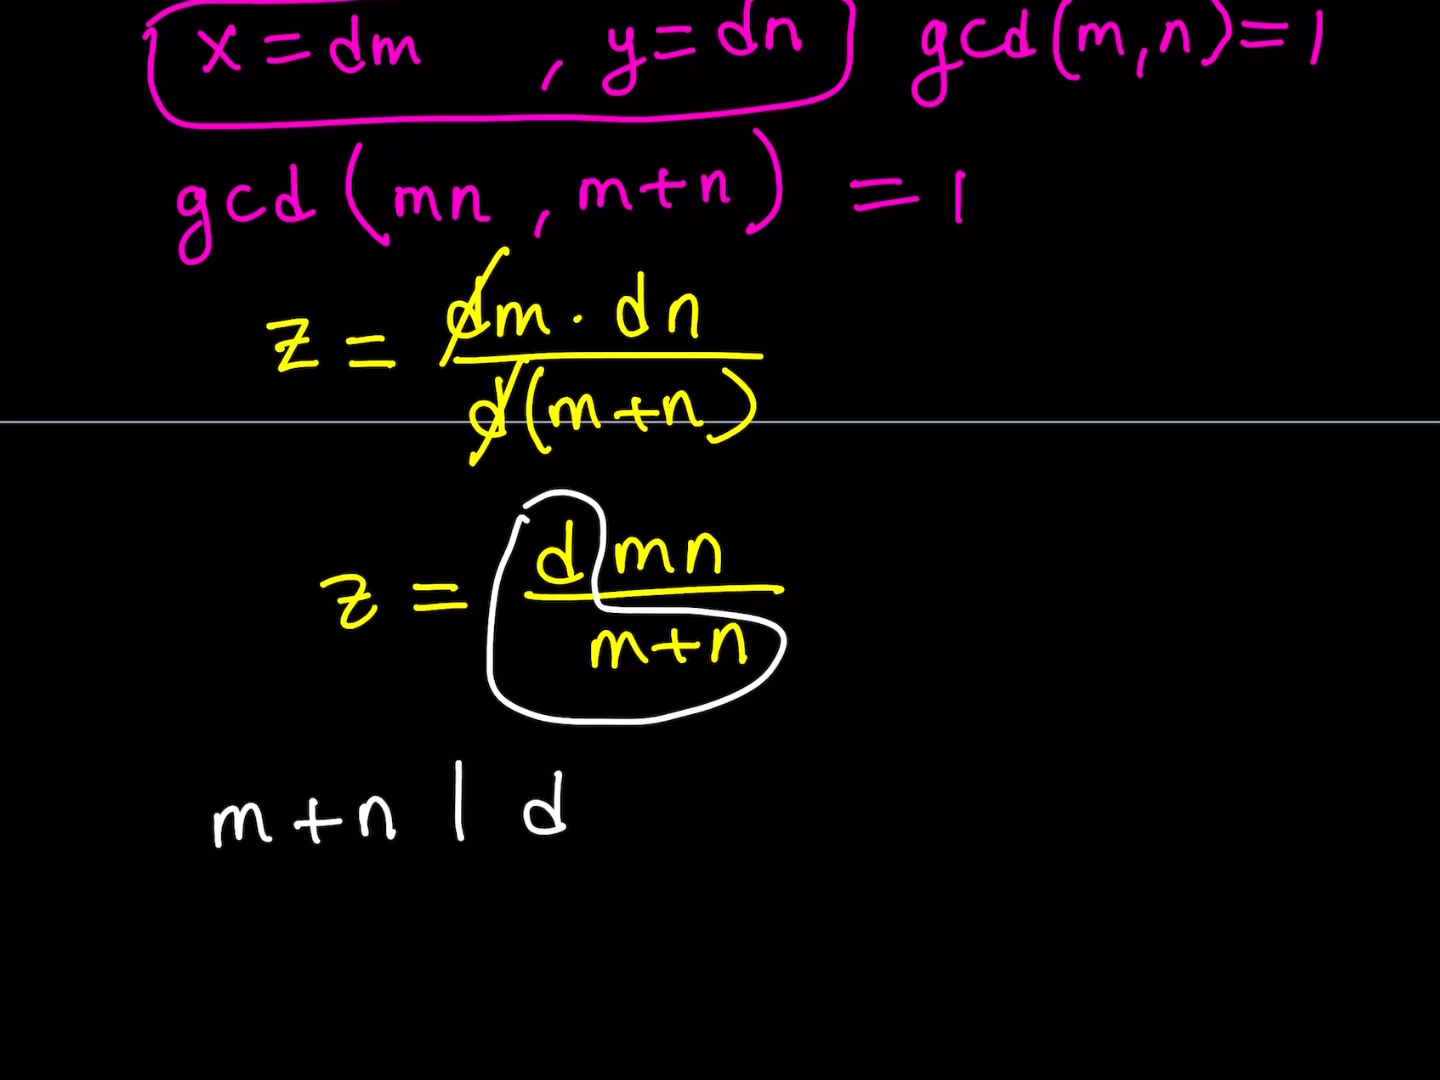 x = dm , y = dn gcd(m,n)=1
gcd(mn, m+n) = 1
z = dm · dn
d(m+n)
z = dmn
m+n
m+n | d